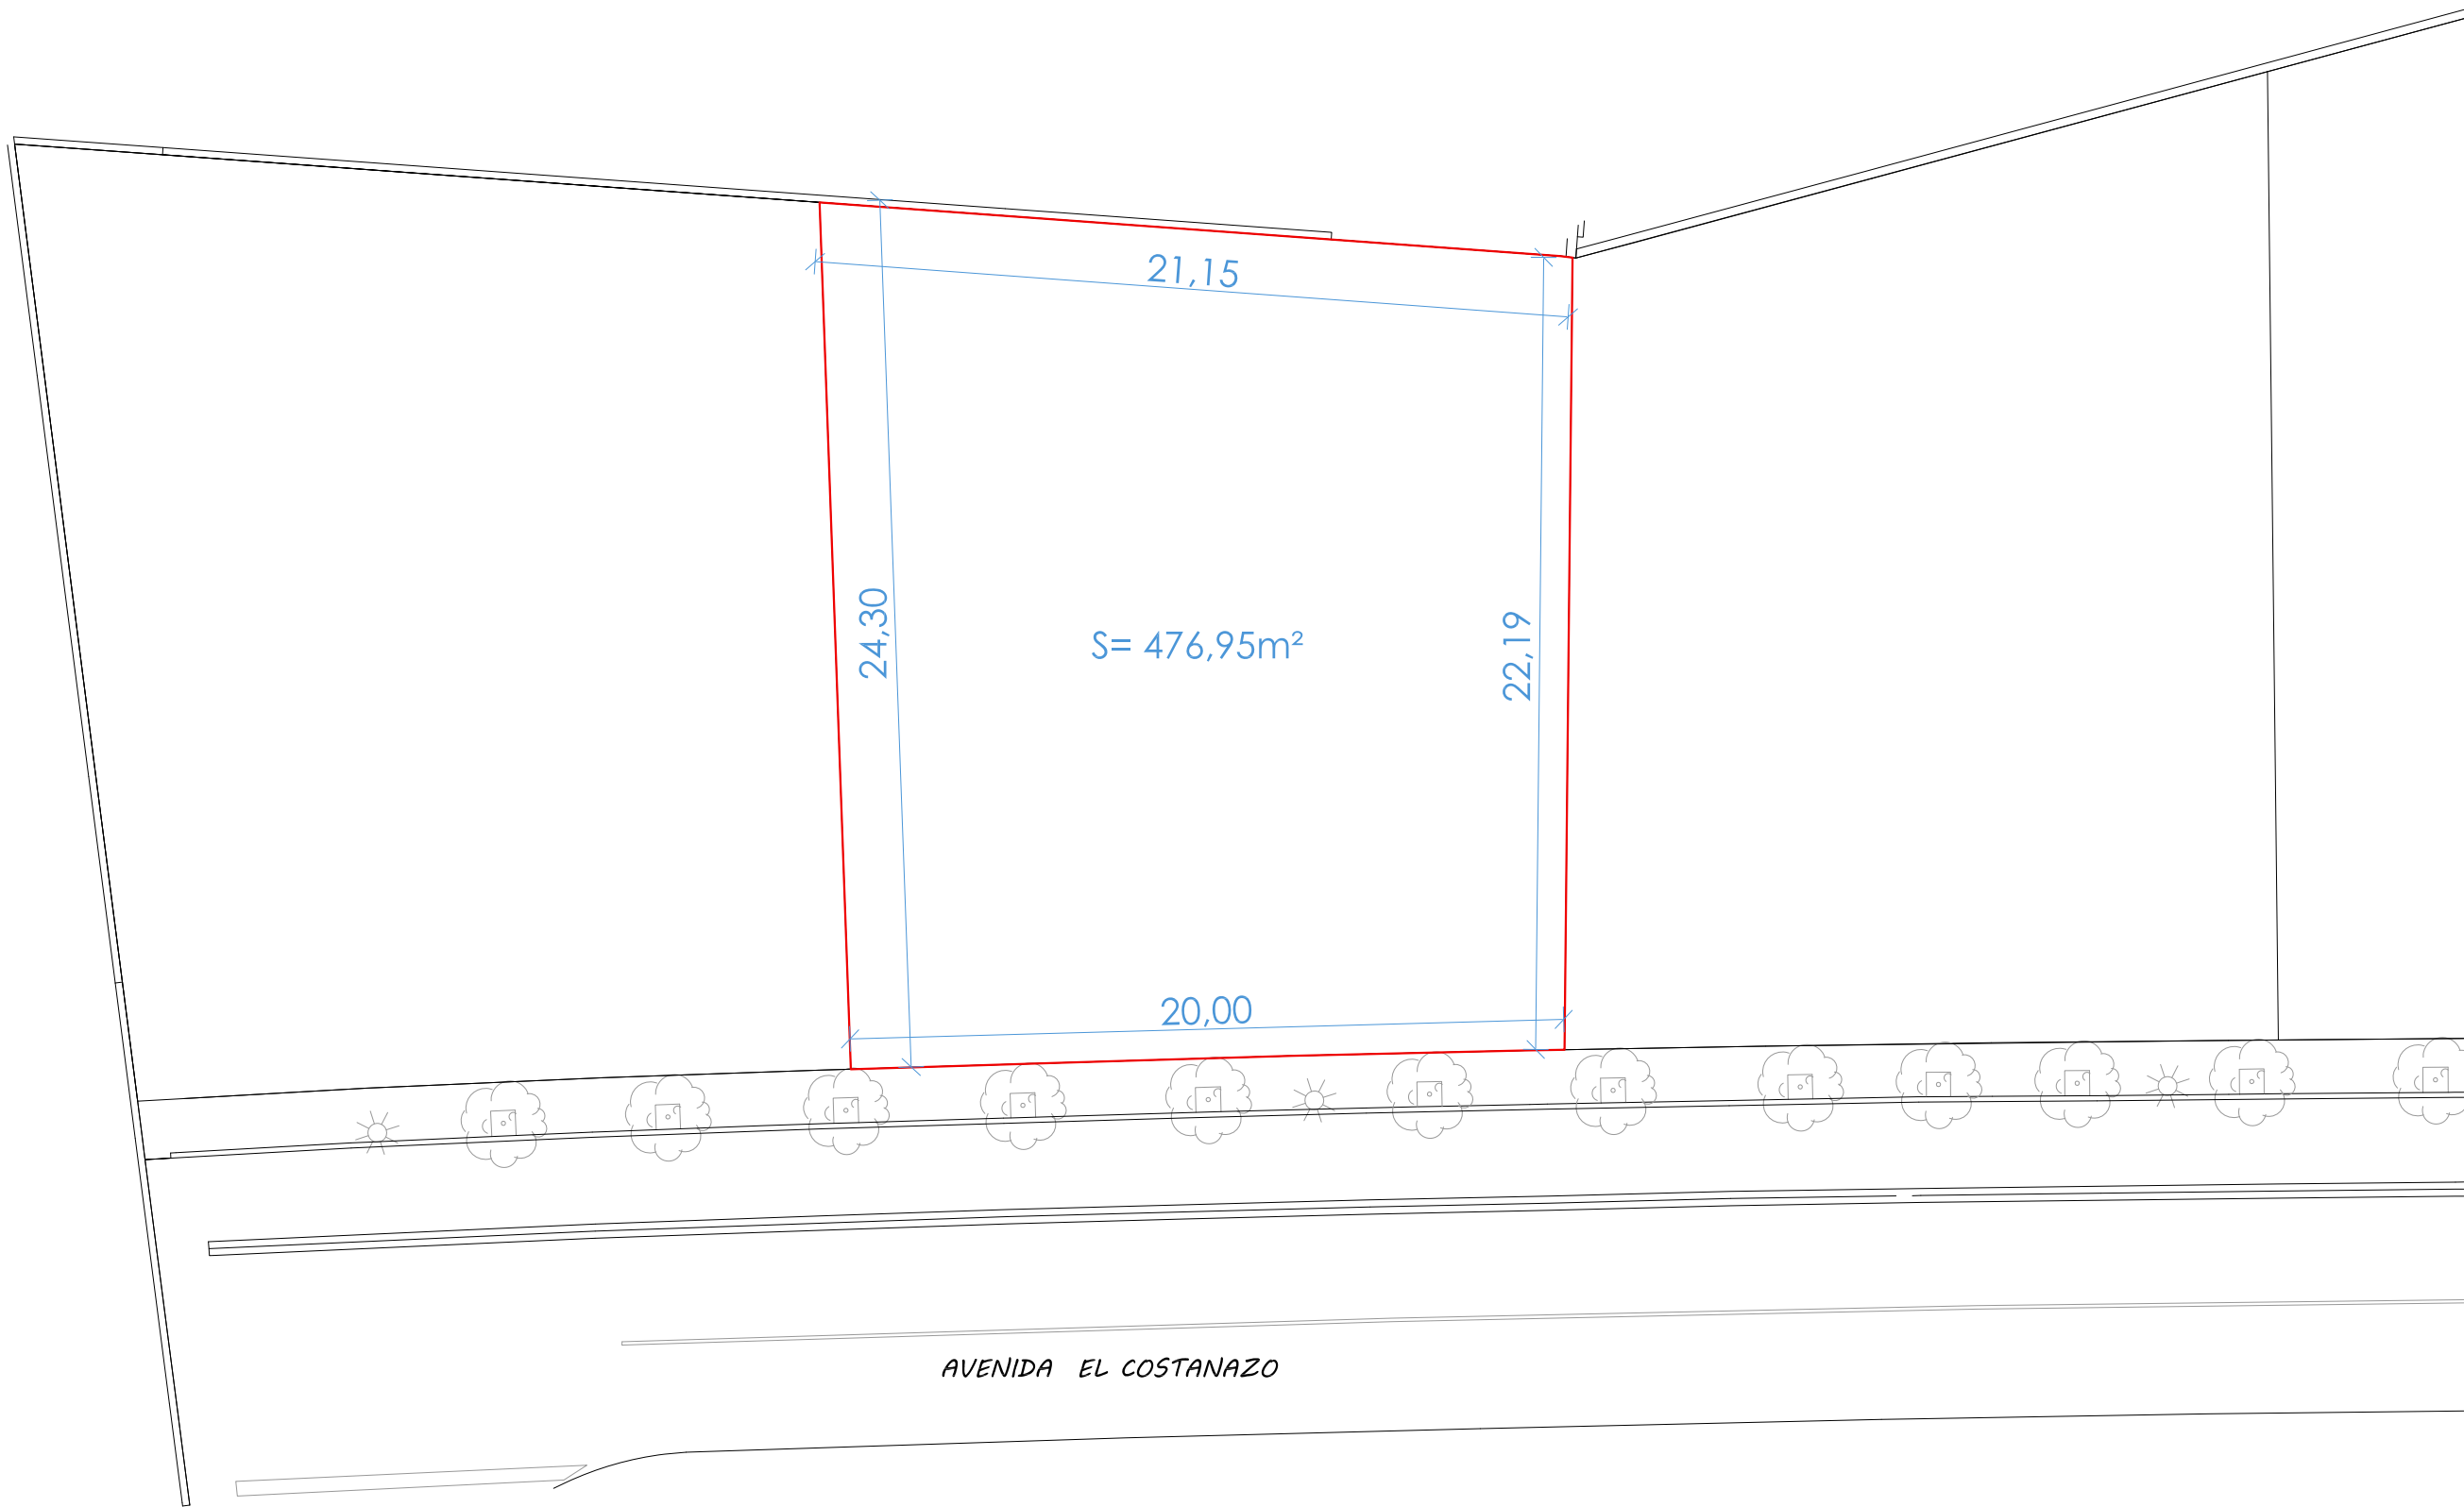 21,15
24,30
S= 476,95m²
22,19
20,00
AVENIDA EL COSTANAZO